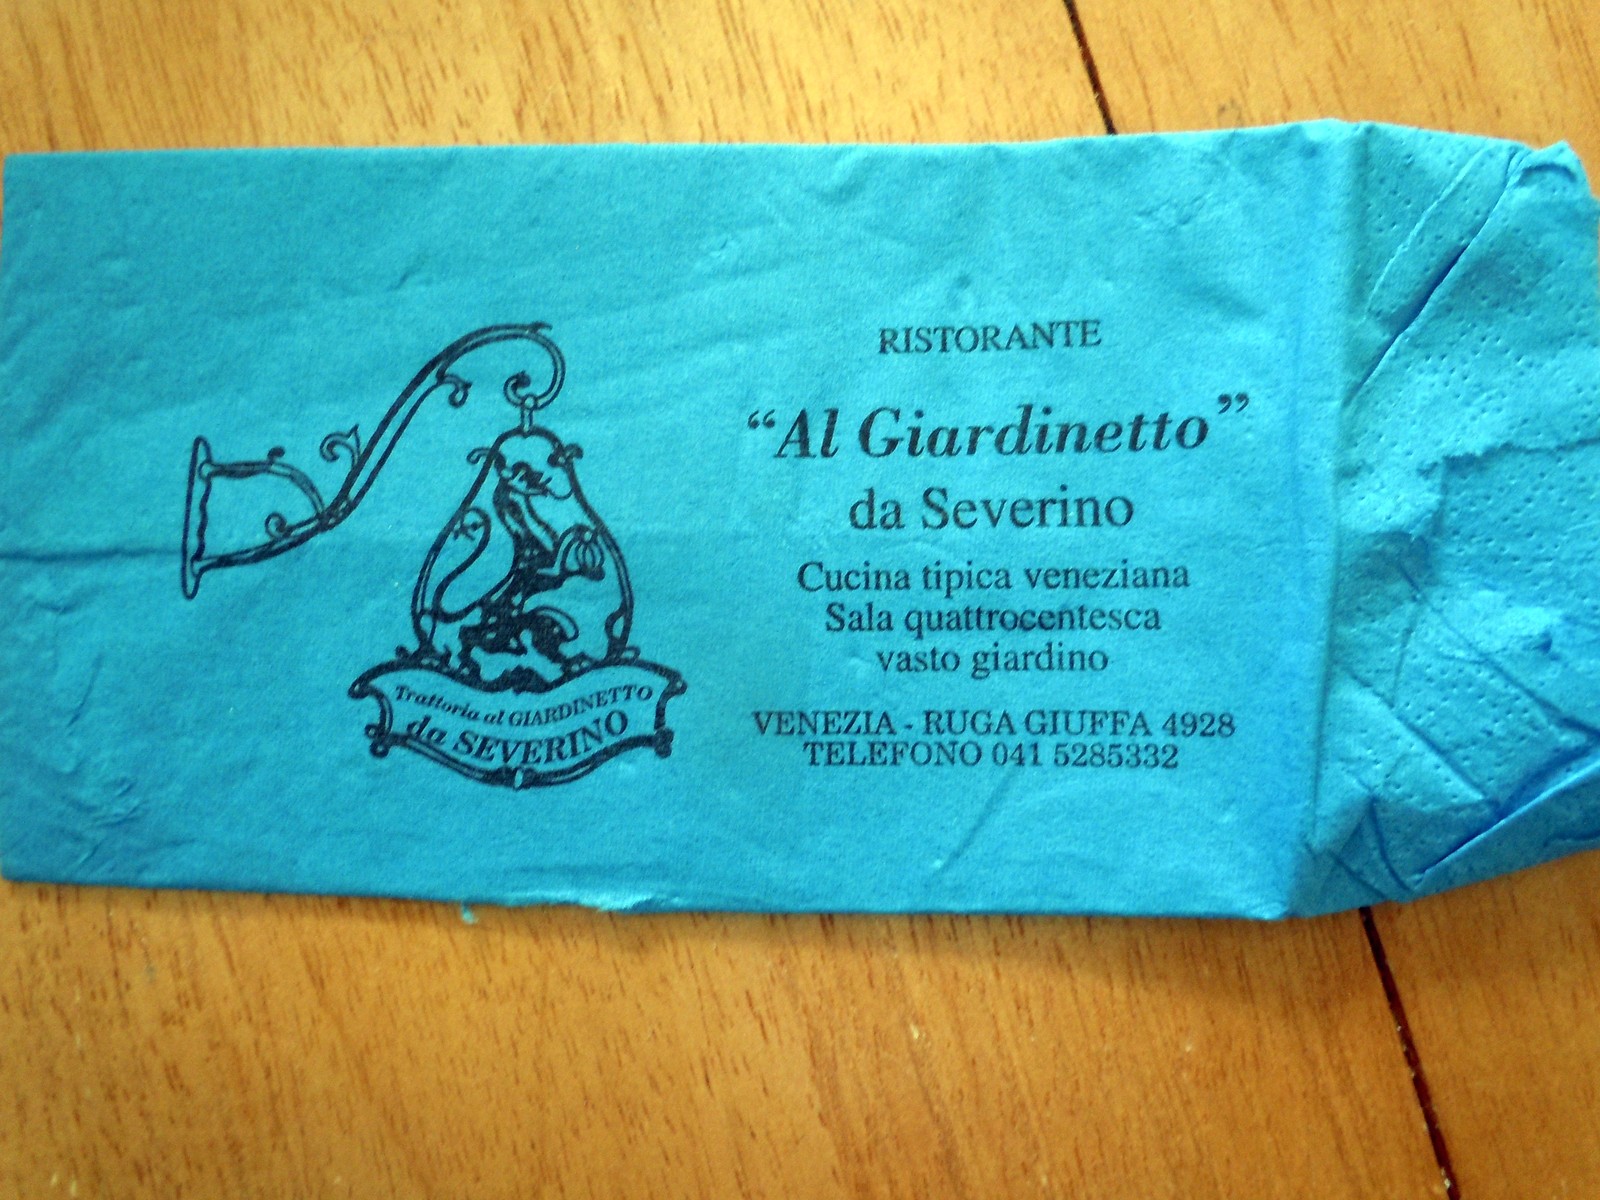 Trattoria al GIARDINETTO
da SEVERINO
RISTORANTE
“Al Giardinetto”
da Severino
Cucina tipica veneziana
Sala quattrocentesca
vasto giardino
VENEZIA - RUGA GIUFFA 4928
TELEFONO 041 5285332